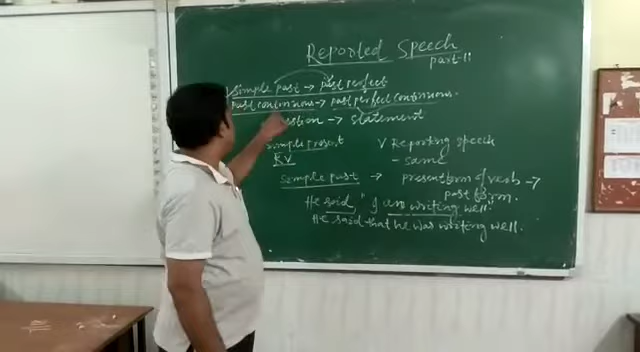 Reported Speech
part-II
Simple past → past perfect
past continuous → past perfect continuous.
estion → statement
simple present V Reporting speech
RV - same
Simple past → present form of verb →
past form.
He said, "I am writing well.
He said that he was writing well.